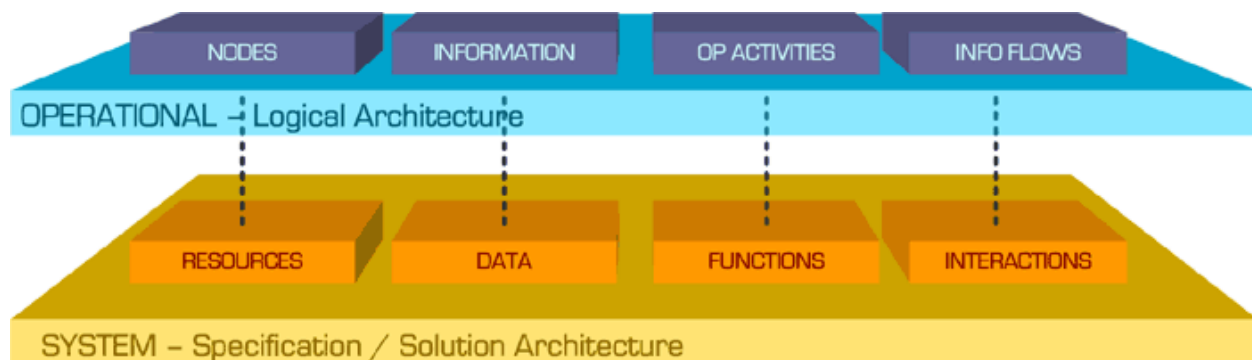 NODES INFORMATION OP ACTIVITIES INFO FLOWS
OPERATIONAL – Logical Architecture
RESOURCES DATA FUNCTIONS INTERACTIONS
SYSTEM – Specification / Solution Architecture